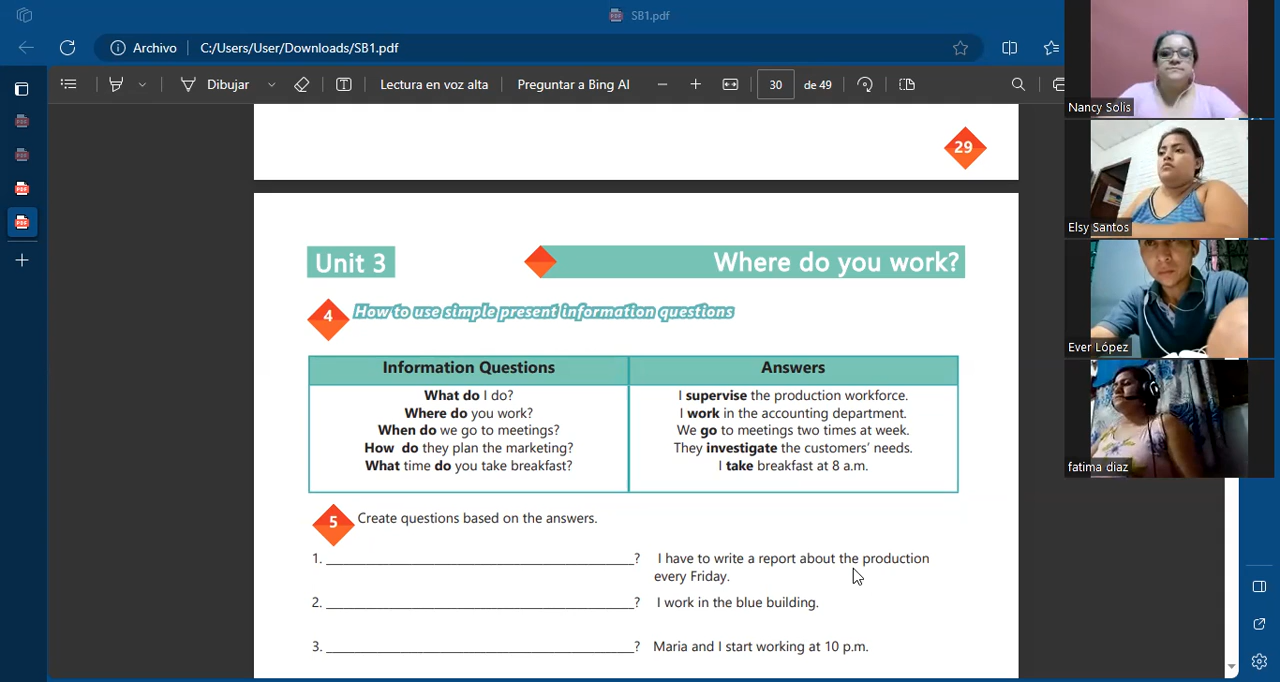 SB1.pdf
Archivo C:/Users/User/Downloads/SB1.pdf
Dibujar Lectura en voz alta Preguntar a Bing AI 30 de 49
29
Unit 3 Where do you work?
4 How to use simple present information questions
Information Questions Answers
What do I do? I supervise the production workforce.
Where do you work? I work in the accounting department.
When do we go to meetings? We go to meetings two times at week.
How do they plan the marketing? They investigate the customers’ needs.
What time do you take breakfast? I take breakfast at 8 a.m.
5 Create questions based on the answers.
1. ________________________________________? I have to write a report about the production
every Friday.
2. ________________________________________? I work in the blue building.
3. ________________________________________? Maria and I start working at 10 p.m.
Nancy Solis
Elsy Santos
Ever López
fatima diaz